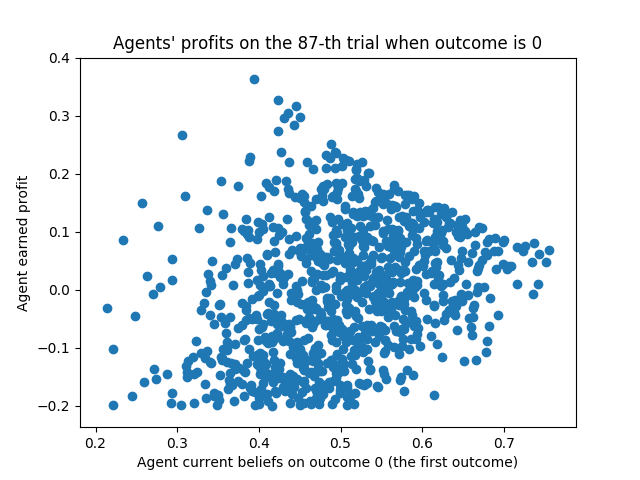 Agents' profits on the 87-th trial when outcome is 0
0.4
0.3
0.2
0.1
0.0
−0.1
−0.2
Agent earned profit
0.2 0.3 0.4 0.5 0.6 0.7
Agent current beliefs on outcome 0 (the first outcome)